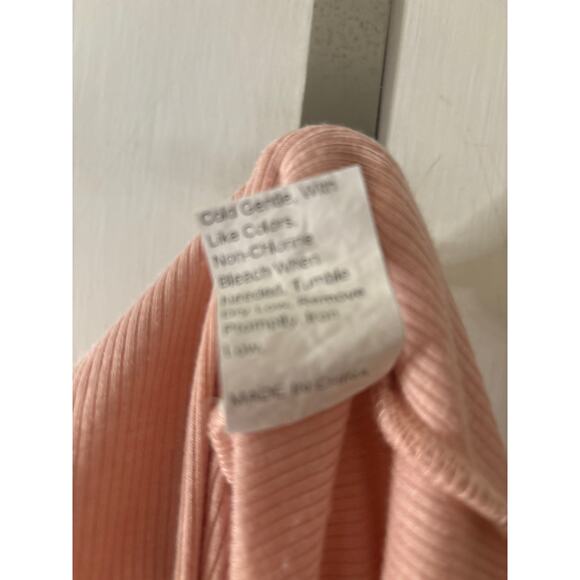 Cold Gentle, With
Like Colors,
Non-Chlorine
Bleach When
Needed, Tumble
Dry Low, Remove
Promptly, Iron
Low.
MADE IN CHINA